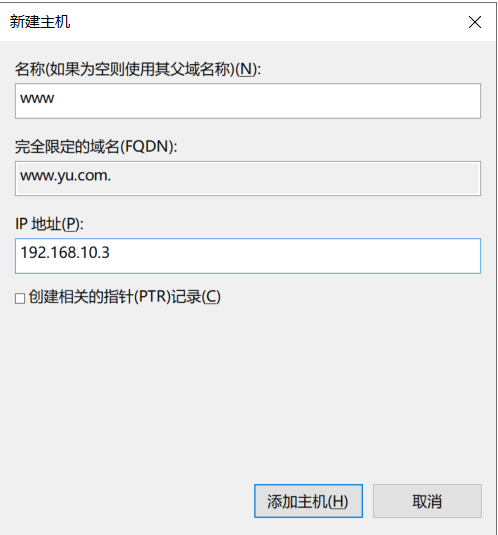 新建主机
名称(如果为空则使用其父域名称)(N):
www
完全限定的域名(FQDN):
www.yu.com.
IP 地址(P):
192.168.10.3
创建相关的指针(PTR)记录(C)
添加主机(H) 取消